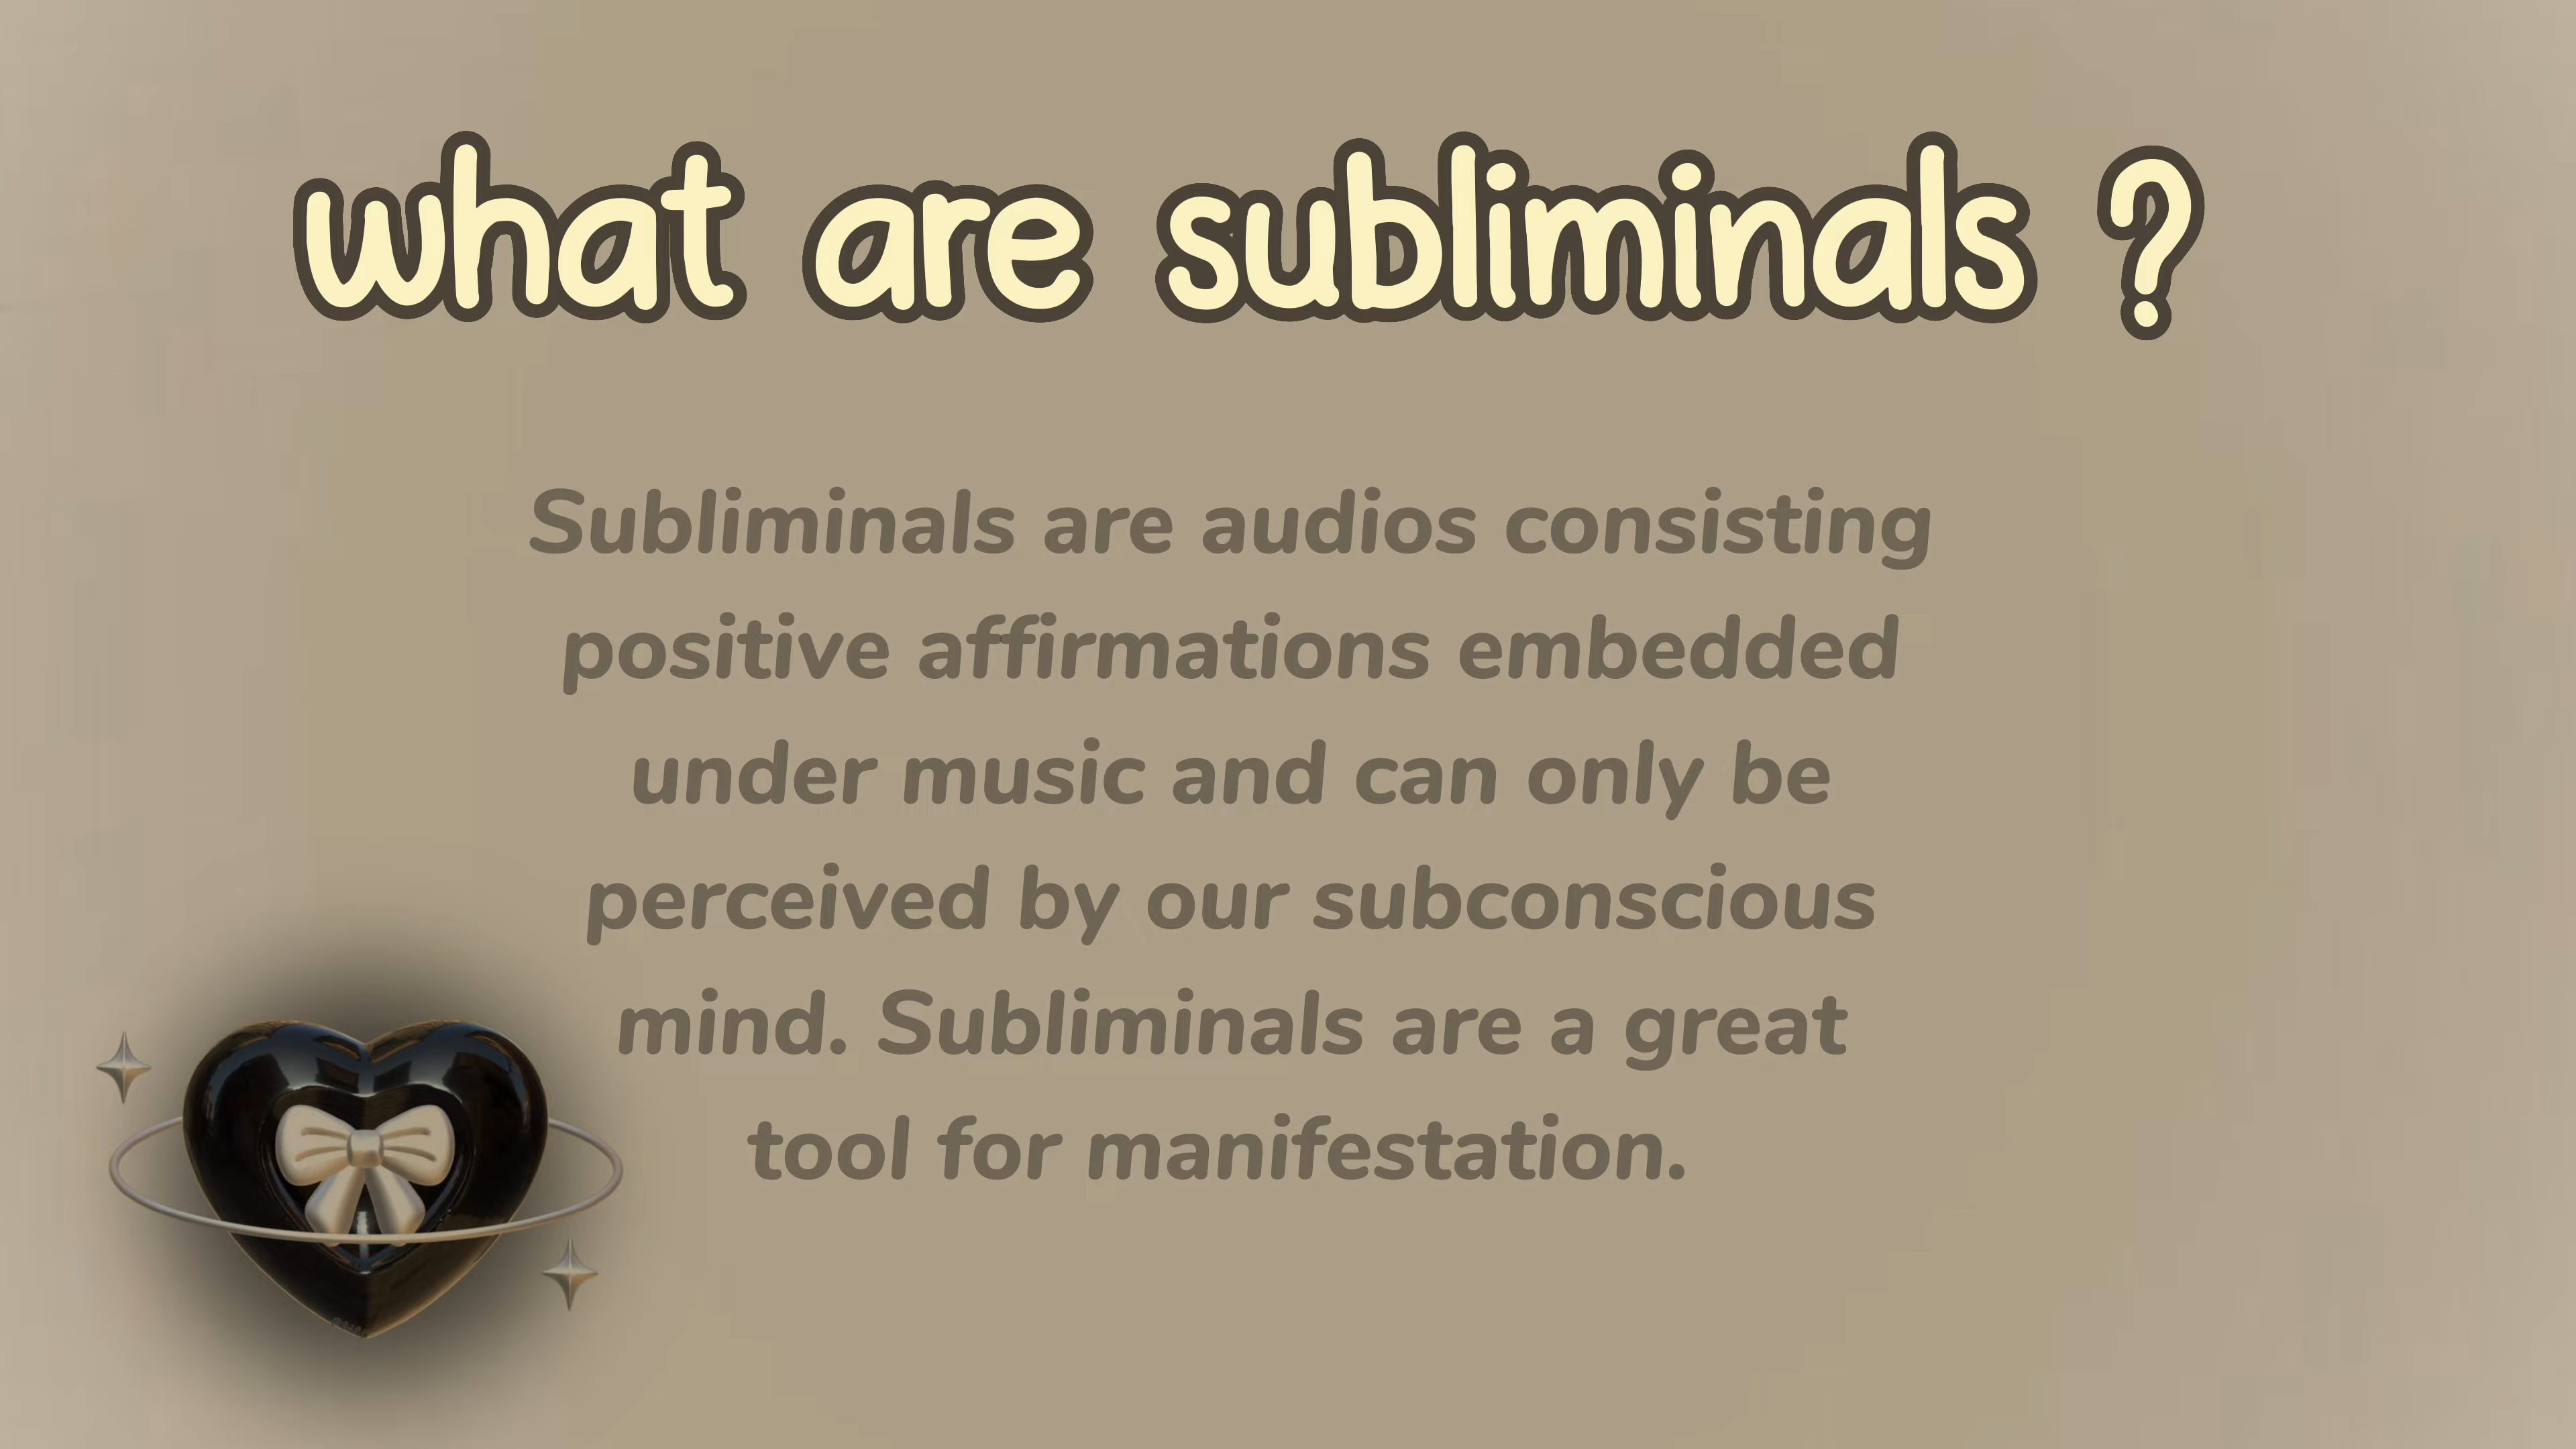 what are subliminals ?
Subliminals are audios consisting
positive affirmations embedded
under music and can only be
perceived by our subconscious
mind. Subliminals are a great
tool for manifestation.